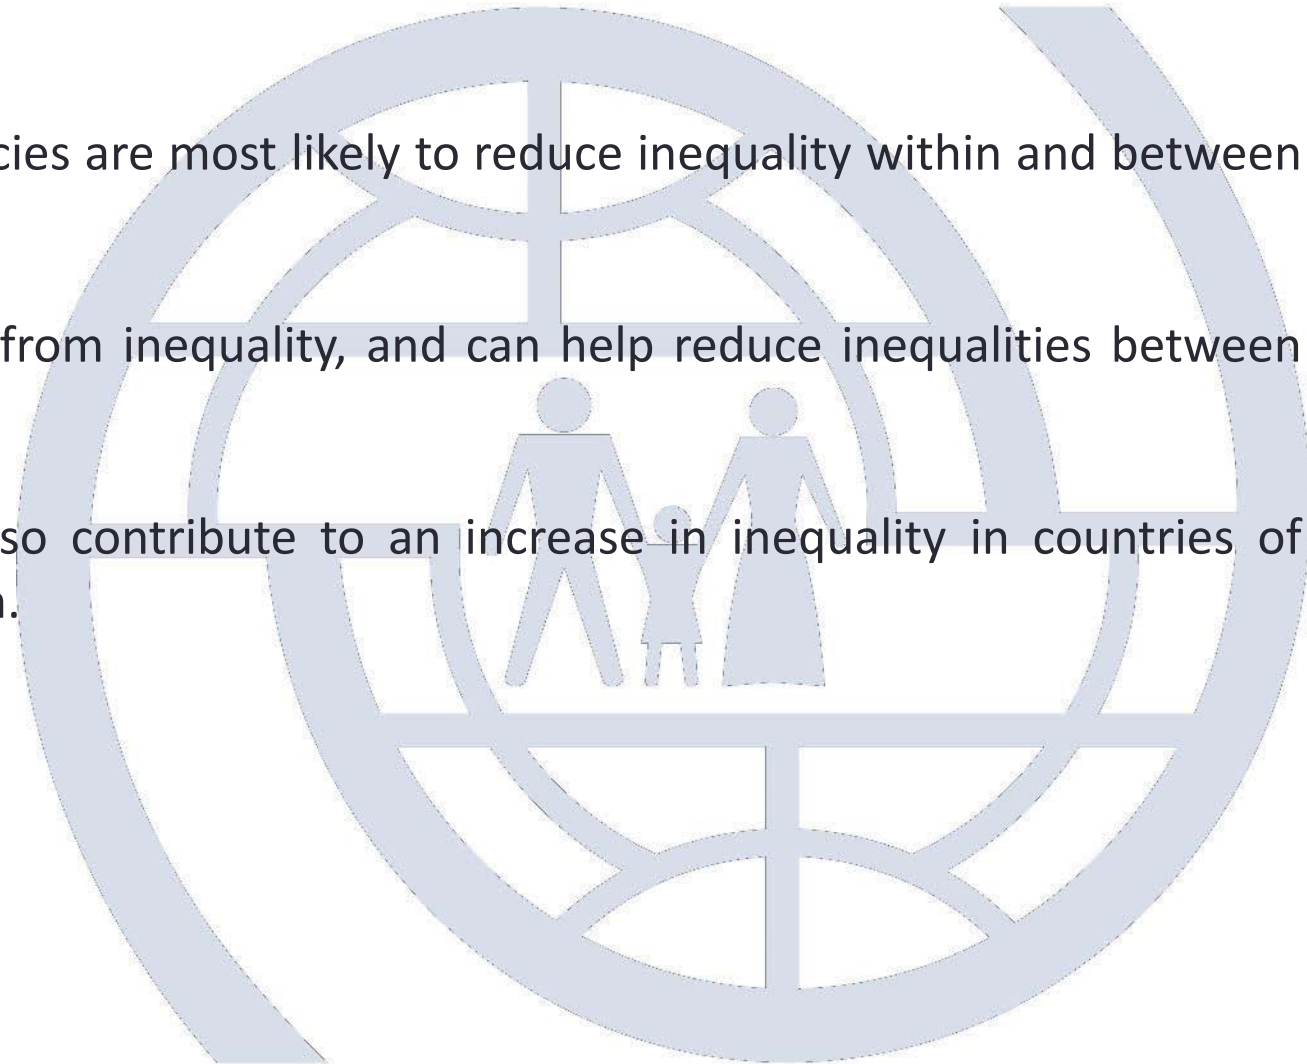 cies are most likely to reduce inequality within and between
from inequality, and can help reduce inequalities between
so contribute to an increase in inequality in countries of
n.